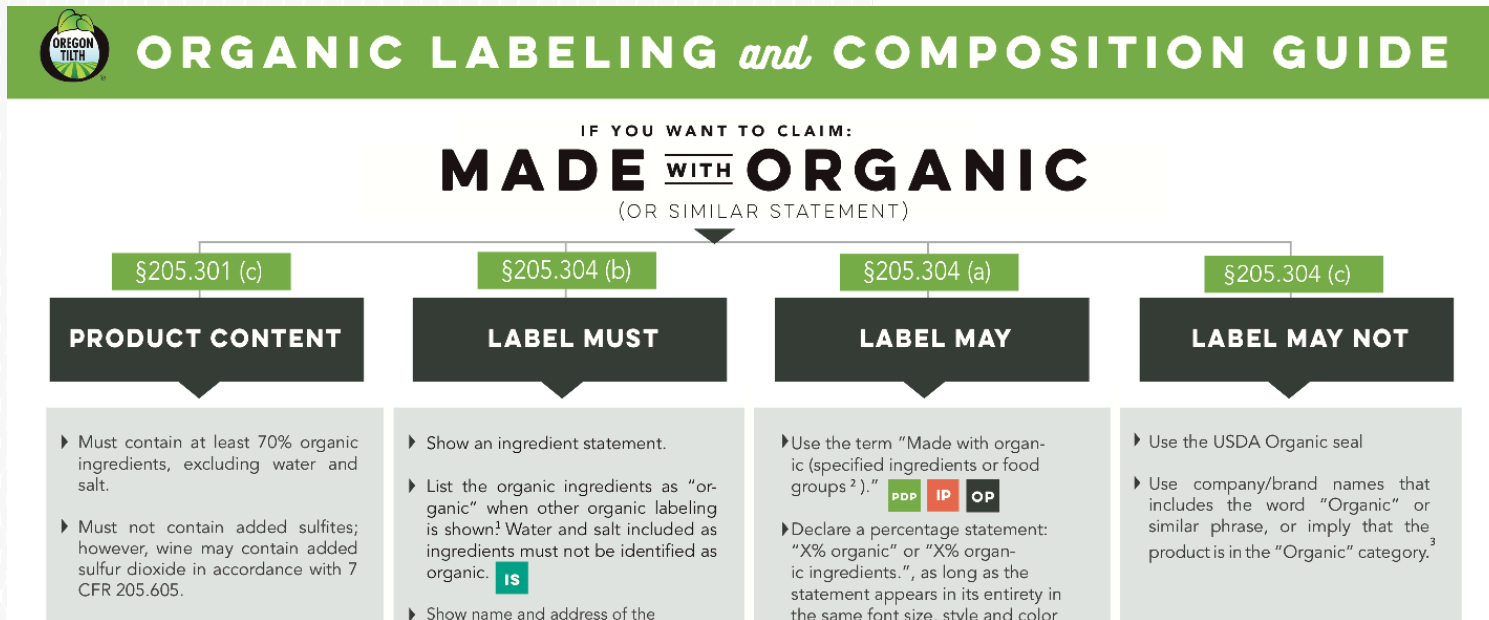 OREGON
TILTH
ORGANIC LABELING and COMPOSITION GUIDE
IF YOU WANT TO CLAIM:
MADE WITH ORGANIC
(OR SIMILAR STATEMENT)
§205.301 (c)
PRODUCT CONTENT
Must contain at least 70% organic
ingredients, excluding water and
salt.
Must not contain added sulfites;
however, wine may contain added
sulfur dioxide in accordance with 7
CFR 205.605.
§205.304 (b)
LABEL MUST
Show an ingredient statement.
List the organic ingredients as “or-
ganic” when other organic labeling
is shown.¹ Water and salt included as
ingredients must not be identified as
organic. IS
Show name and address of the
§205.304 (a)
LABEL MAY
Use the term “Made with organ-
ic (specified ingredients or food
groups ² ).” PDP IP OP
Declare a percentage statement:
“X% organic” or “X% organ-
ic ingredients.”, as long as the
statement appears in its entirety in
the same font size, style and color
§205.304 (c)
LABEL MAY NOT
Use the USDA Organic seal
Use company/brand names that
includes the word “Organic” or
similar phrase, or imply that the
product is in the “Organic” category.³